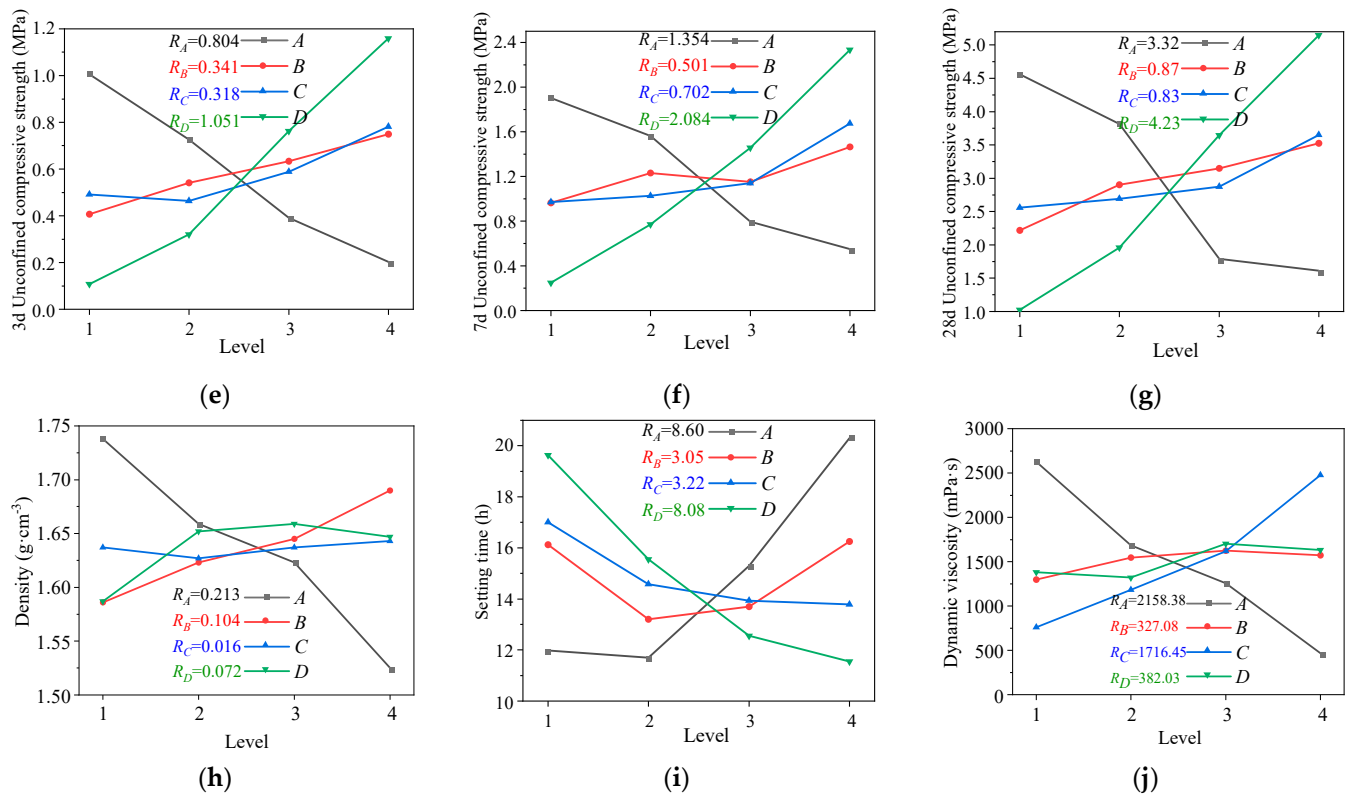 3d Unconfined compressive strength (MPa)
1.2
1.0
0.8
0.6
0.4
0.2
0.0
R_A=0.804 A
R_B=0.341 B
R_C=0.318 C
R_D=1.051 D
1 2 3 4
Level
(e)
7d Unconfined compressive strength (MPa)
2.4
2.0
1.6
1.2
0.8
0.4
0.0
R_A=1.354 A
R_B=0.501 B
R_C=0.702 C
R_D=2.084 D
1 2 3 4
Level
(f)
28d Unconfined compressive strength (MPa)
5.0
4.5
4.0
3.5
3.0
2.5
2.0
1.5
1.0
R_A=3.32 A
R_B=0.87 B
R_C=0.83 C
R_D=4.23 D
1 2 3 4
Level
(g)
Density (g·cm-3)
1.75
1.70
1.65
1.60
1.55
1.50
R_A=0.213 A
R_B=0.104 B
R_C=0.016 C
R_D=0.072 D
1 2 3 4
Level
(h)
Setting time (h)
20
18
16
14
12
10
R_A=8.60 A
R_B=3.05 B
R_C=3.22 C
R_D=8.08 D
1 2 3 4
Level
(i)
Dynamic viscosity (mPa·s)
3000
2500
2000
1500
1000
500
0
R_A=2158.38 A
R_B=327.08 B
R_C=1716.45 C
R_D=382.03 D
1 2 3 4
Level
(j)